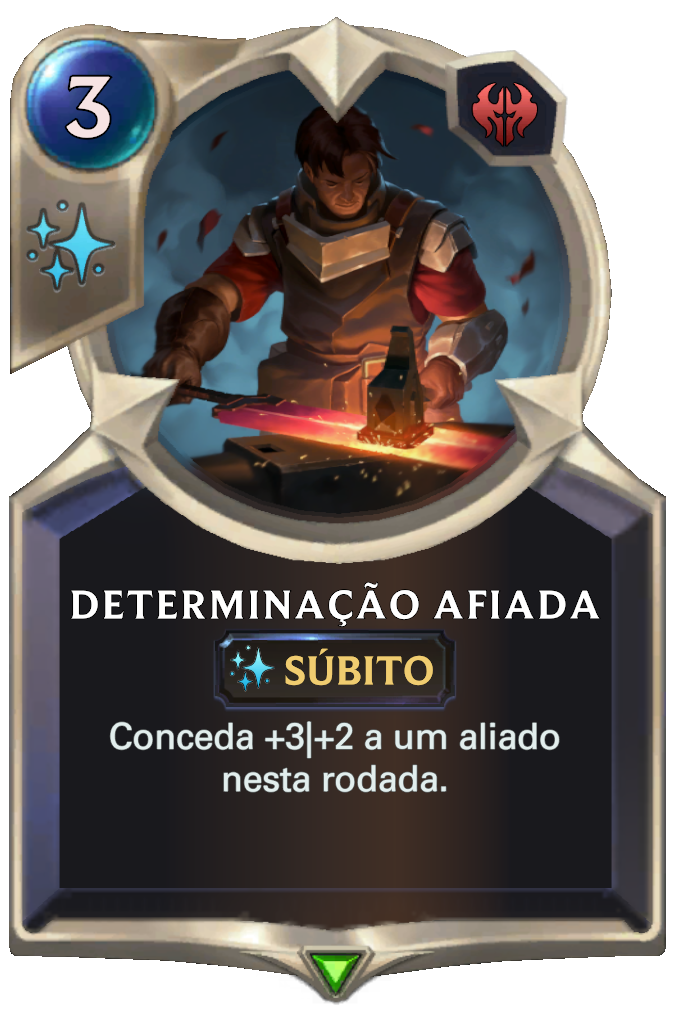 3
DETERMINAÇÃO AFIADA
SÚBITO
Conceda +3|+2 a um aliado
nesta rodada.